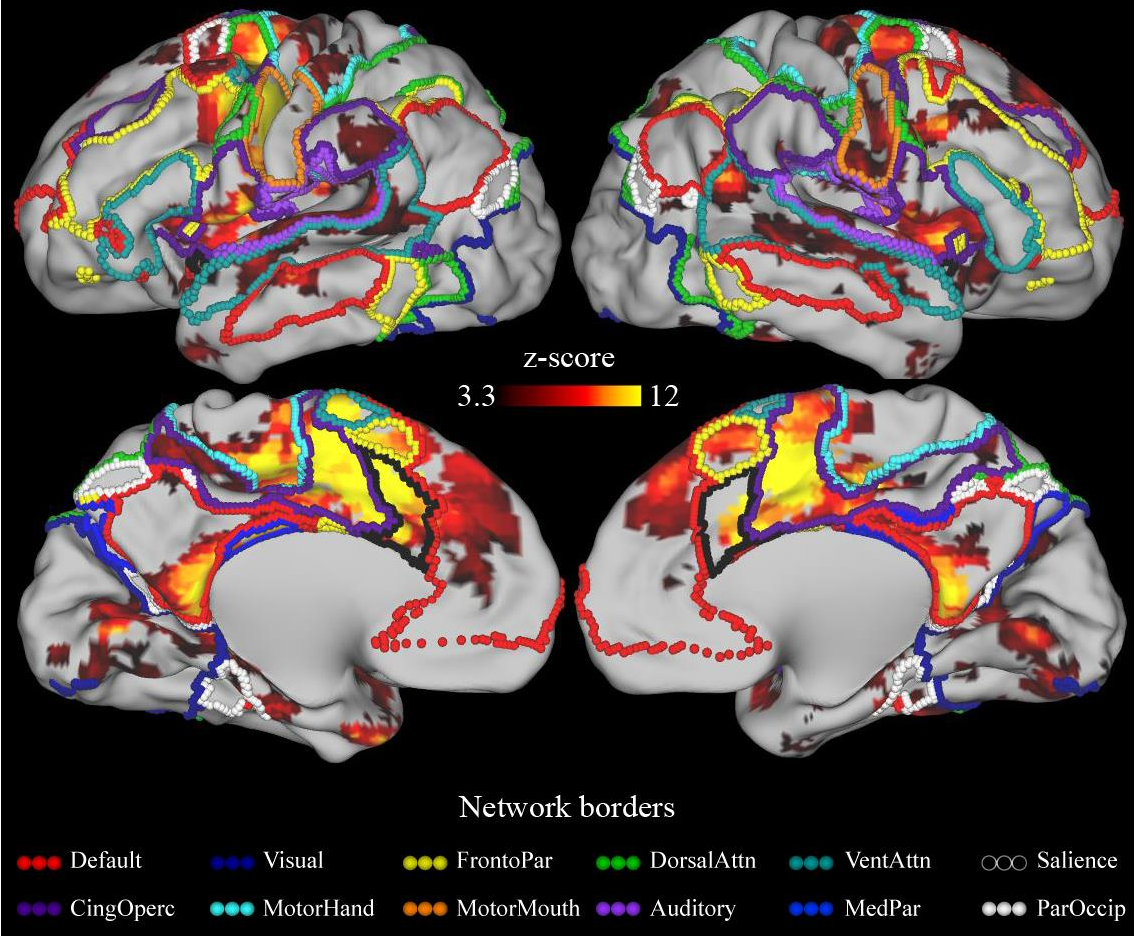 z-score
3.3 12
Network borders
Default Visual FrontoPar DorsalAttn VentAttn Salience
CingOperc MotorHand MotorMouth Auditory MedPar ParOccip